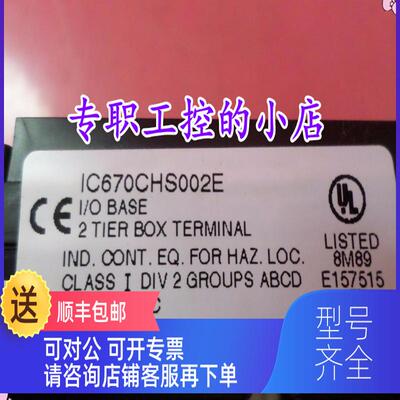 专职工控的小店
IC670CHS002E
I/O BASE
2 TIER BOX TERMINAL
IND. CONT. EQ. FOR HAZ. LOC.
CLASS I DIV 2 GROUPS ABCD
CE
UL
LISTED
8M89
E157515
送
顺丰包邮
可对公 可开专票
请咨询店铺客服再下单
型号
齐全